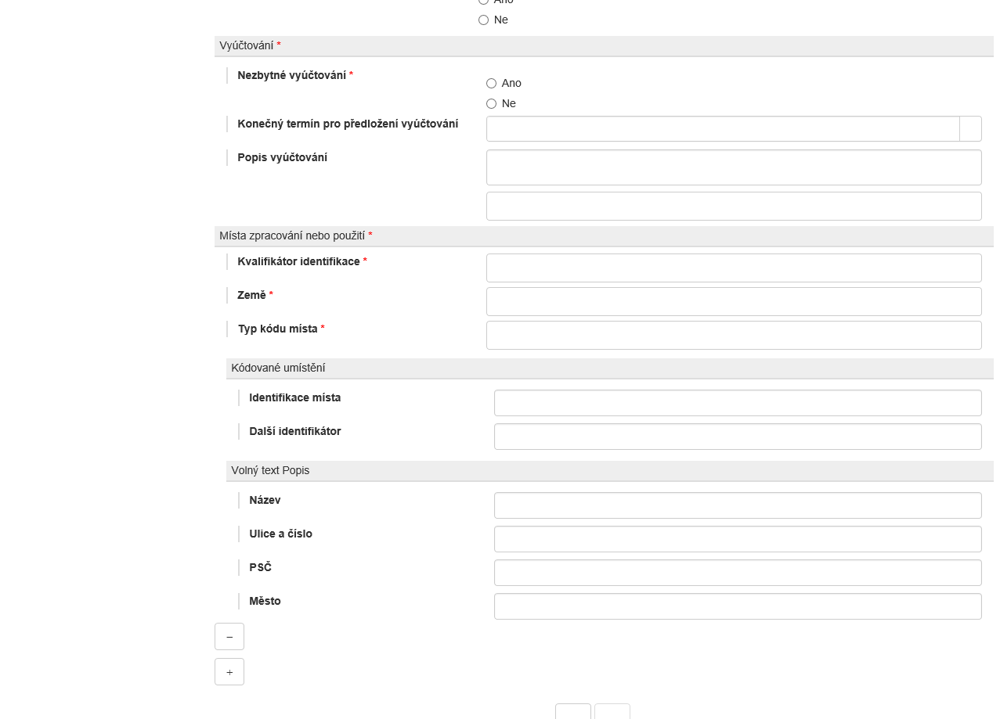 Ano
Ne
Vyúčtování *
Nezbytné vyúčtování *
Ano
Ne
Konečný termín pro předložení vyúčtování
Popis vyúčtování
Místa zpracování nebo použití *
Kvalifikátor identifikace *
Země *
Typ kódu místa *
Kódované umístění
Identifikace místa
Další identifikátor
Volný text Popis
Název
Ulice a číslo
PSČ
Město
−
+